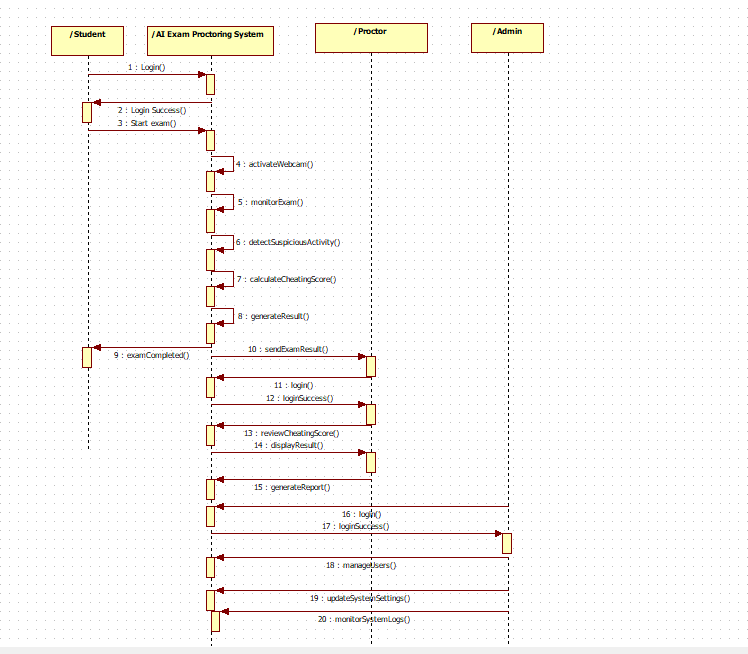 /Student
/AI Exam Proctoring System
/Proctor
/Admin
1 : Login()
2 : Login Success()
3 : Start exam()
4 : activateWebcam()
5 : monitorExam()
6 : detectSuspiciousActivity()
7 : calculateCheatingScore()
8 : generateResult()
9 : examCompleted()
10 : sendExamResult()
11 : login()
12 : loginSuccess()
13 : reviewCheatingScore()
14 : displayResult()
15 : generateReport()
16 : login()
17 : loginSuccess()
18 : manageUsers()
19 : updateSystemSettings()
20 : monitorSystemLogs()